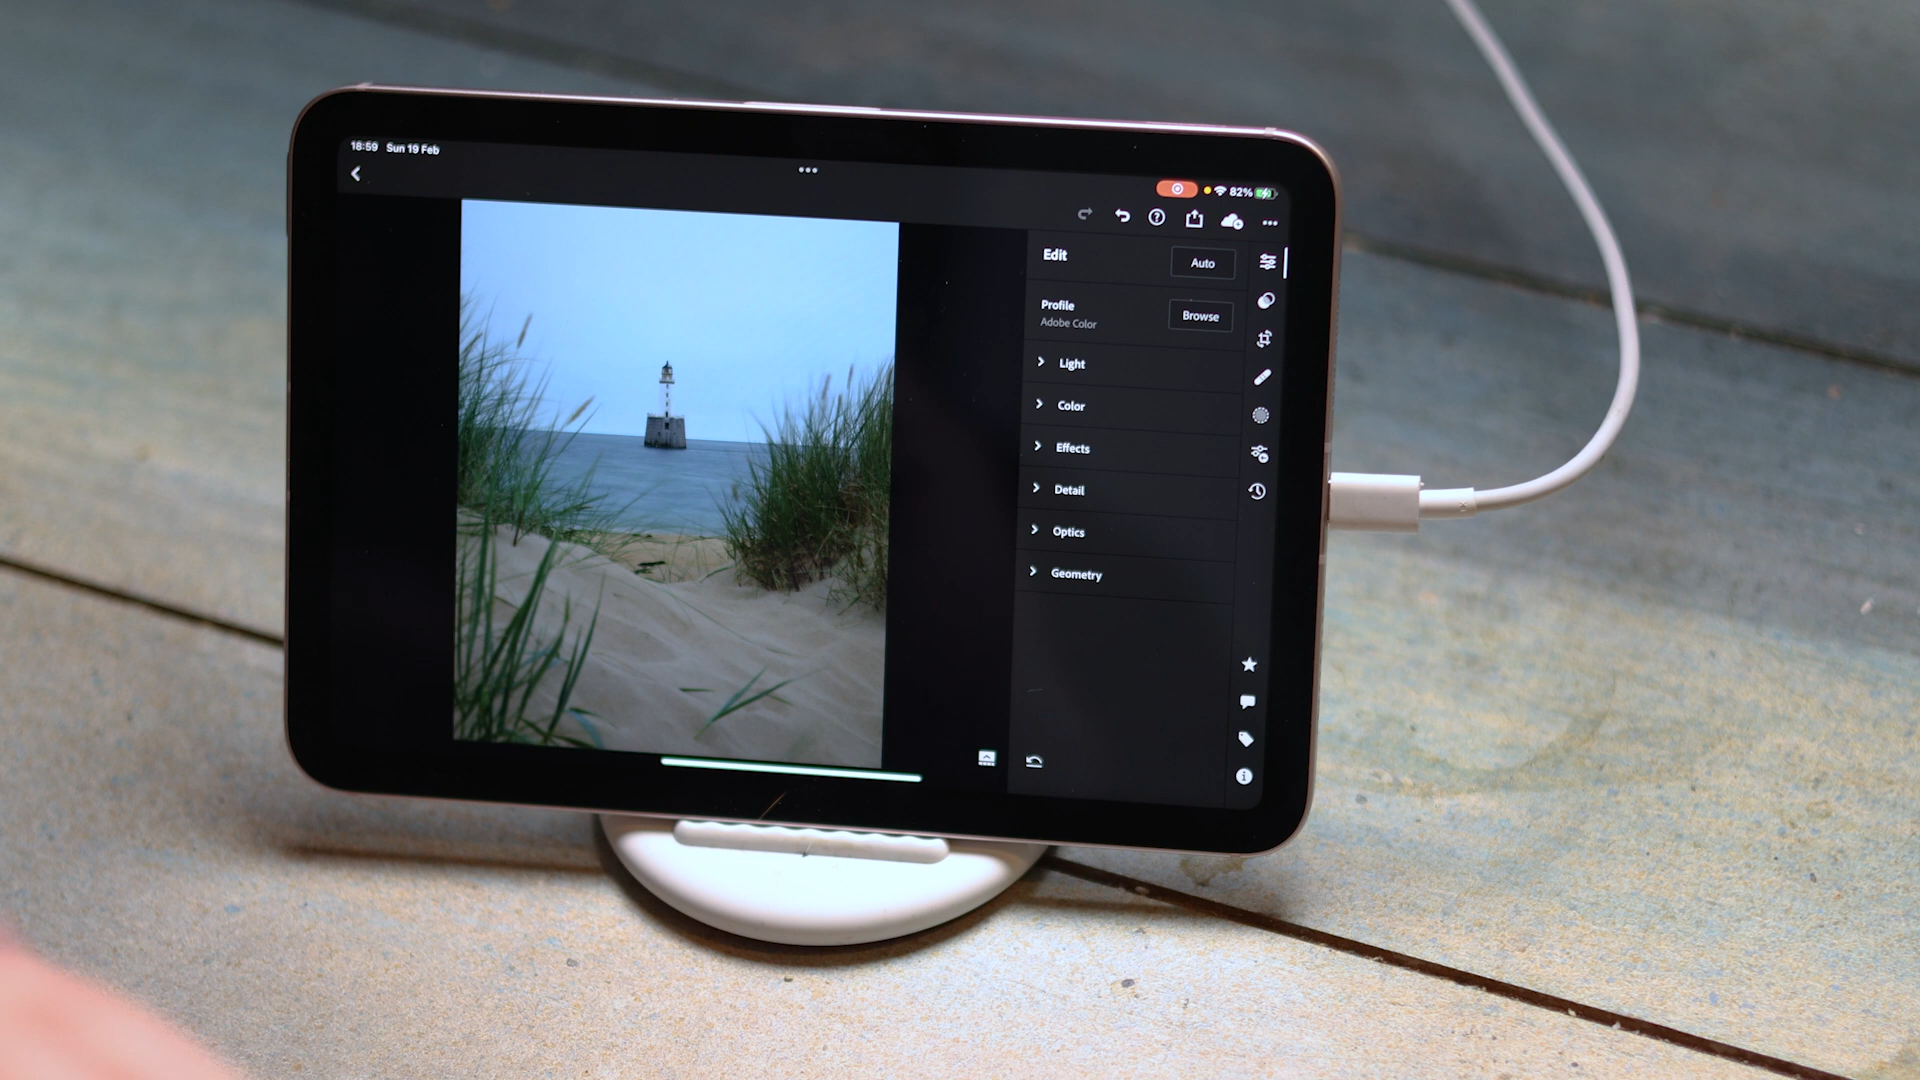 18:59 Sun 19 Feb
82%
Edit
Auto
Profile
Adobe Color
Browse
Light
Color
Effects
Detail
Optics
Geometry